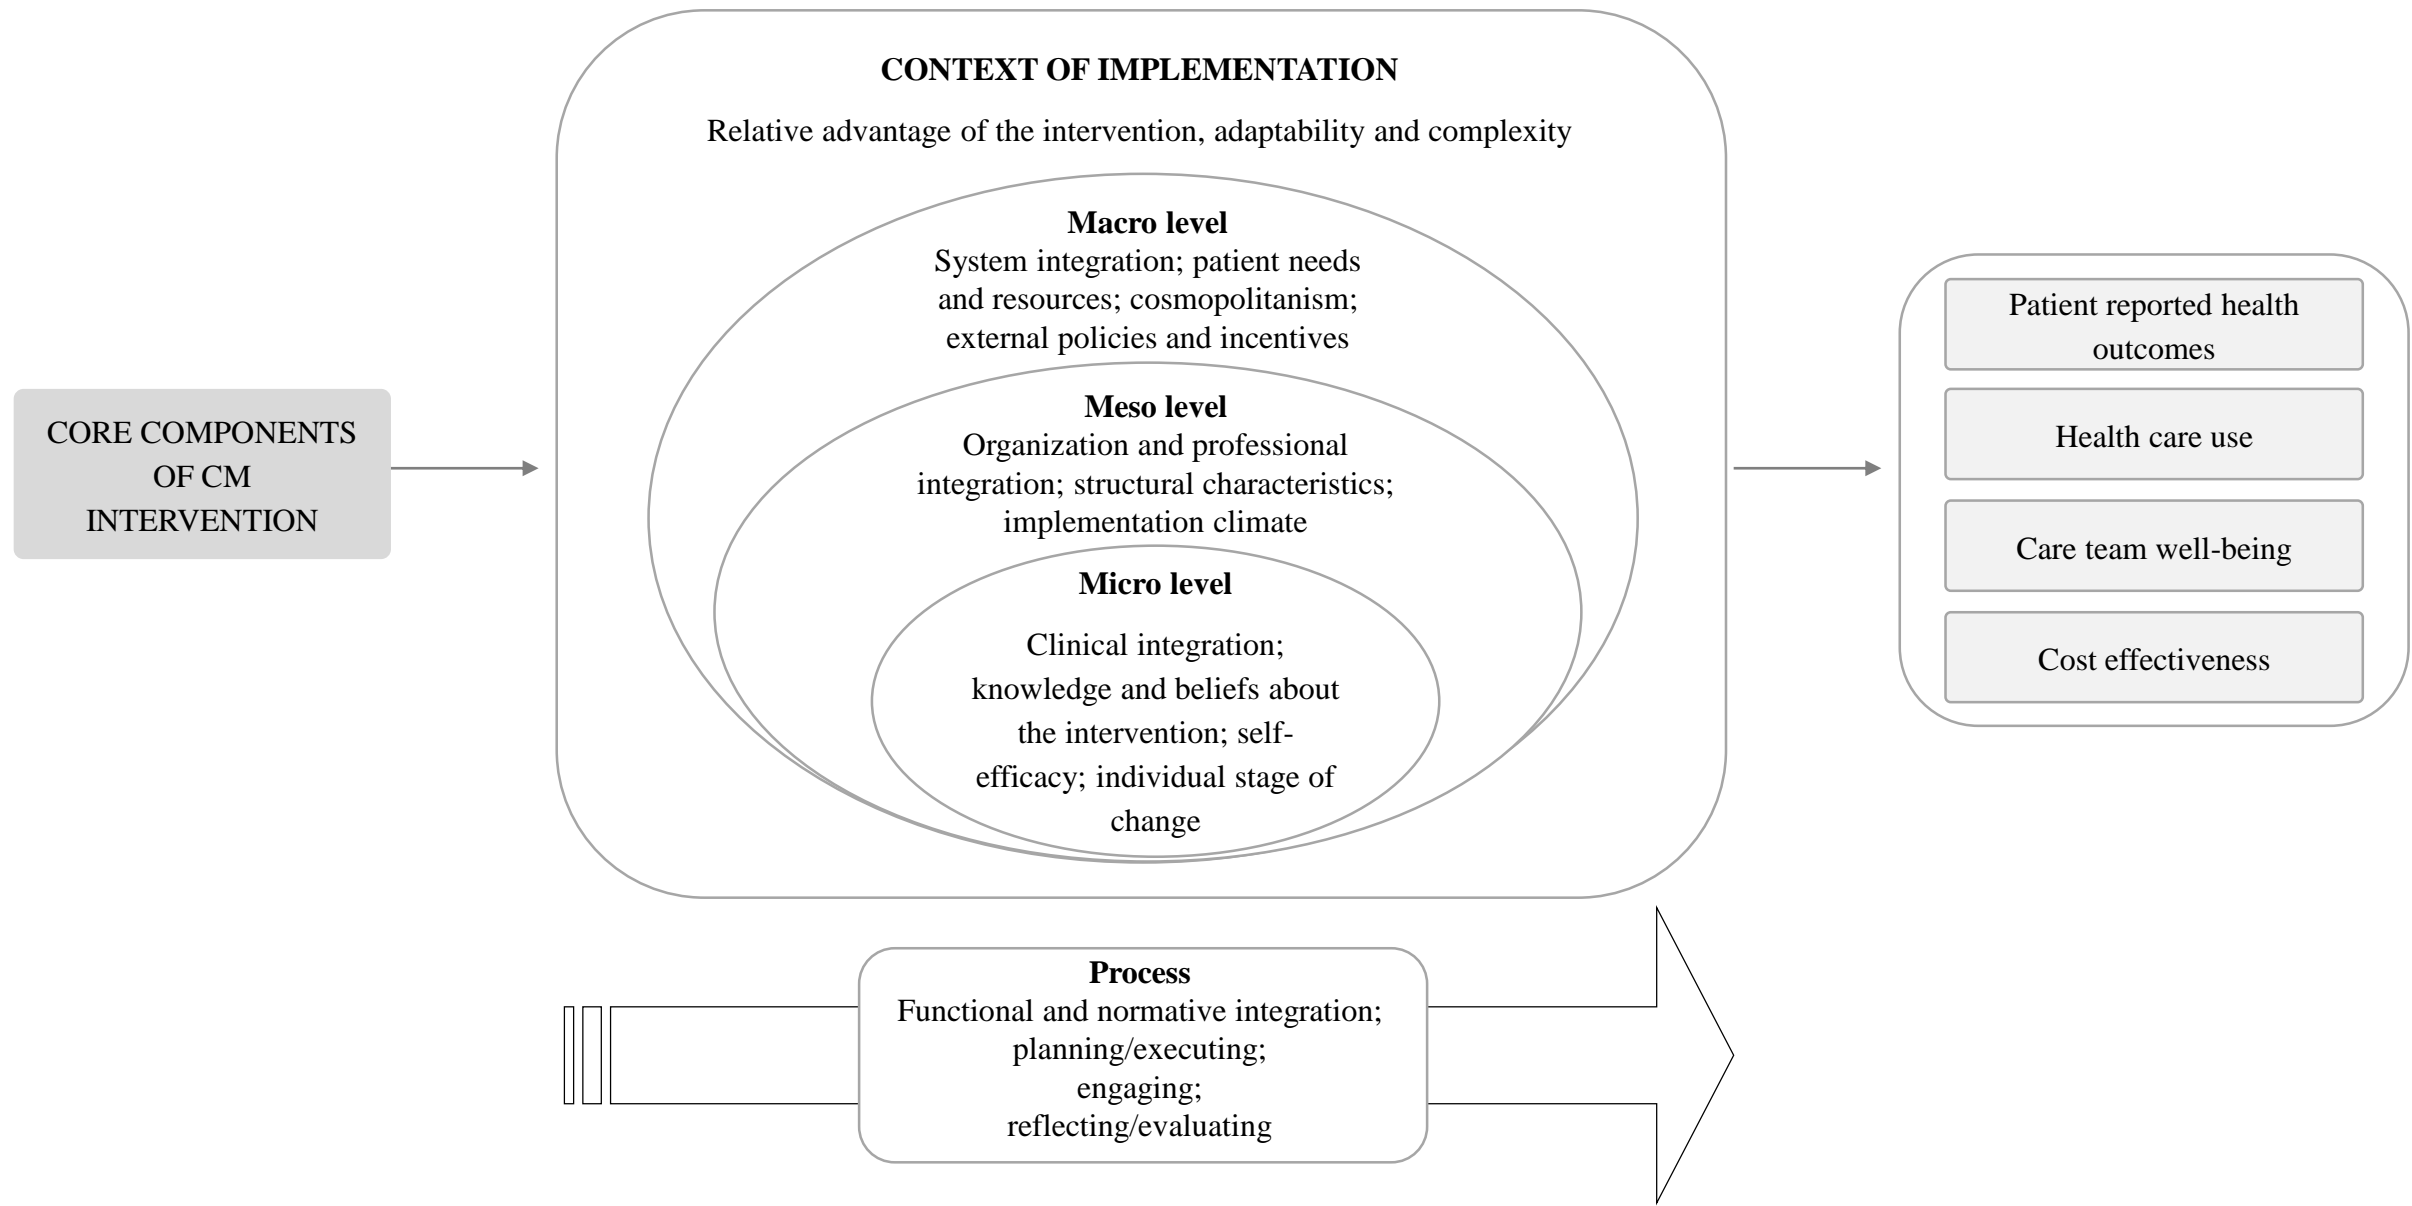 CORE COMPONENTS
OF CM
INTERVENTION
CONTEXT OF IMPLEMENTATION
Relative advantage of the intervention, adaptability and complexity
Macro level
System integration; patient needs
and resources; cosmopolitanism;
external policies and incentives
Meso level
Organization and professional
integration; structural characteristics;
implementation climate
Micro level
Clinical integration;
knowledge and beliefs about
the intervention; self-
efficacy; individual stage of
change
Process
Functional and normative integration;
planning/executing;
engaging;
reflecting/evaluating
Patient reported health
outcomes
Health care use
Care team well-being
Cost effectiveness